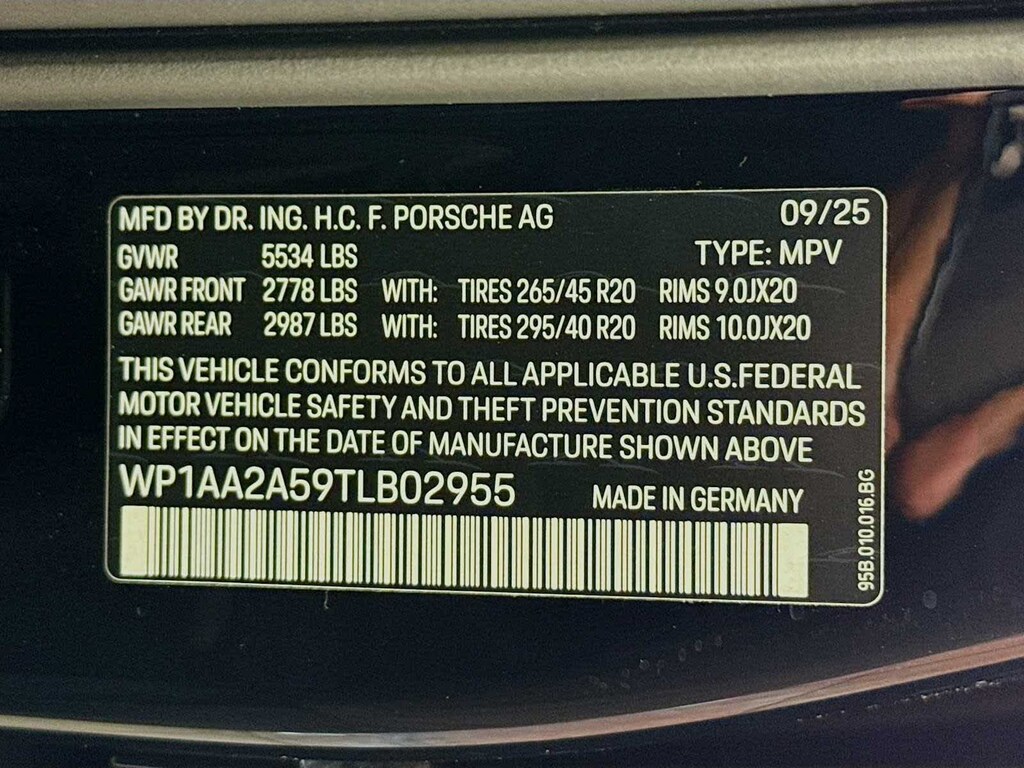 MFD BY DR. ING. H.C. F. PORSCHE AG 09/25
GVWR 5534 LBS TYPE: MPV
GAWR FRONT 2778 LBS WITH: TIRES 265/45 R20 RIMS 9.0JX20
GAWR REAR 2987 LBS WITH: TIRES 295/40 R20 RIMS 10.0JX20
THIS VEHICLE CONFORMS TO ALL APPLICABLE U.S.FEDERAL
MOTOR VEHICLE SAFETY AND THEFT PREVENTION STANDARDS
IN EFFECT ON THE DATE OF MANUFACTURE SHOWN ABOVE
WP1AA2A59TLB02955 MADE IN GERMANY
95B.010.016.BG